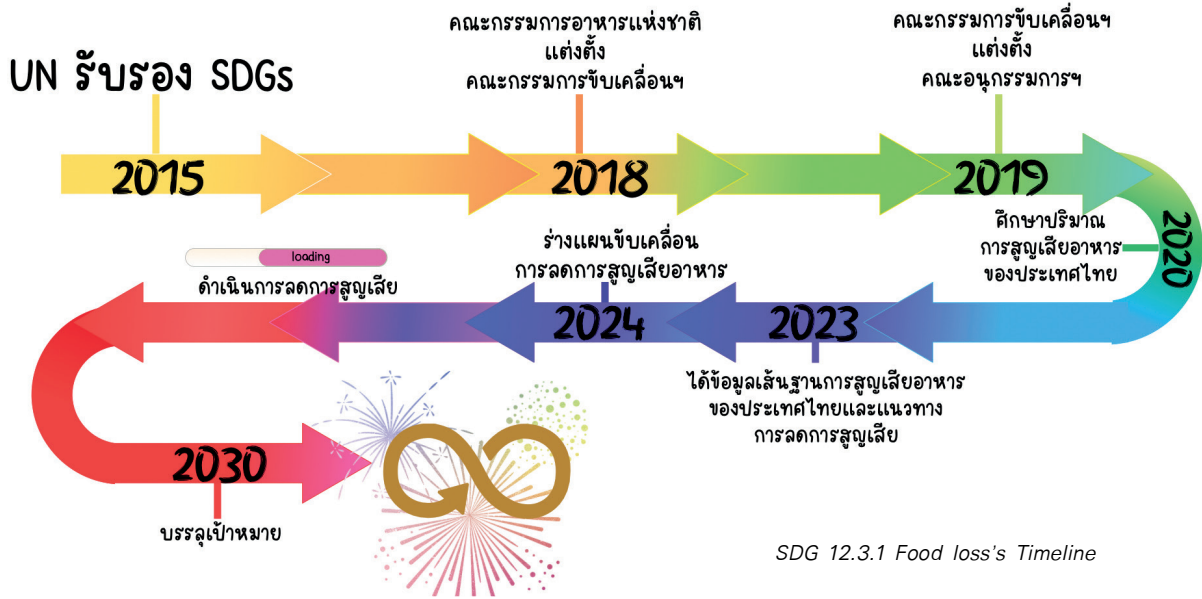 UN รับรอง SDGs
คณะกรรมการอาหารแห่งชาติ
แต่งตั้ง
คณะกรรมการขับเคลื่อนฯ
คณะกรรมการขับเคลื่อนฯ
แต่งตั้ง
คณะอนุกรรมการฯ
2015
2018
2019
2020
ศึกษาปริมาณ
การสูญเสียอาหาร
ของประเทศไทย
ร่างแผนขับเคลื่อน
การลดการสูญเสียอาหาร
loading
ดำเนินการลดการสูญเสีย
2024
2023
ได้ข้อมูลเส้นฐานการสูญเสียอาหาร
ของประเทศไทยและแนวทาง
การลดการสูญเสีย
2030
บรรลุเป้าหมาย
SDG 12.3.1 Food loss's Timeline